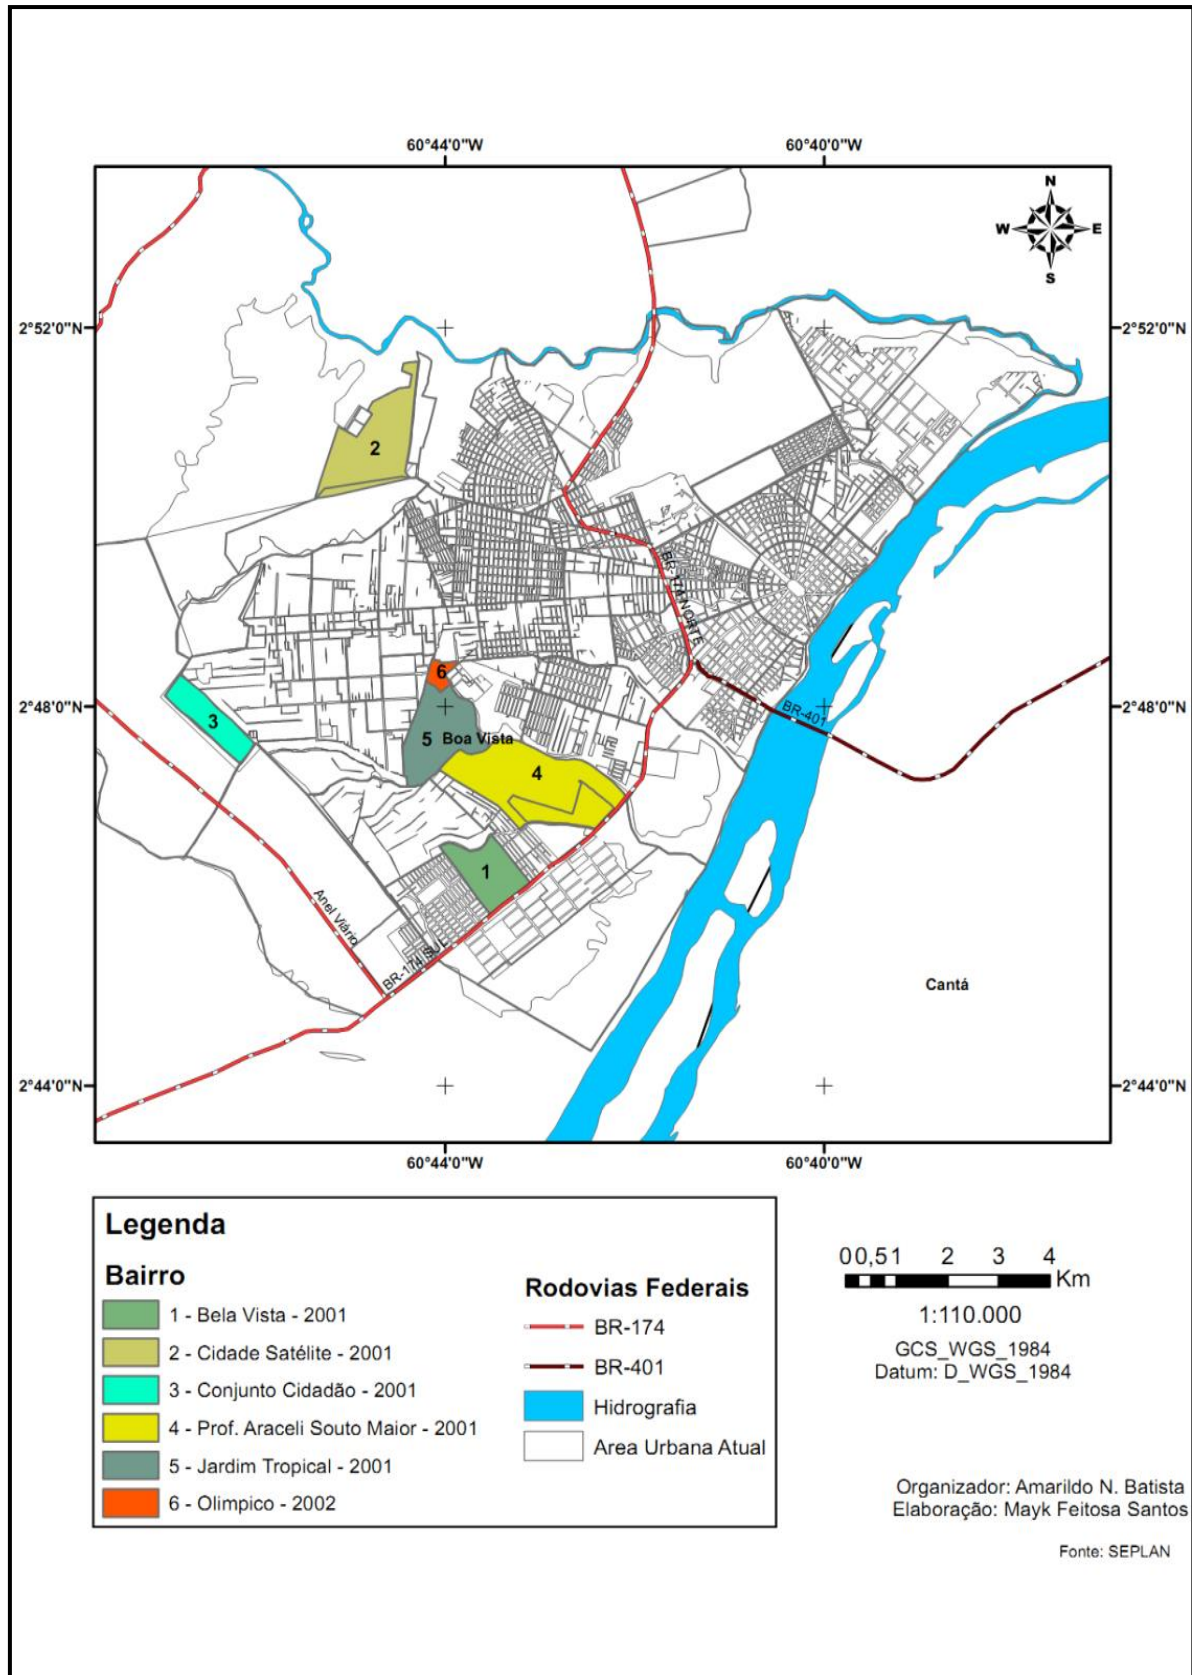 60°44'0"W
60°40'0"W
N
W
E
S
2°52'0"N
2°52'0"N
2
BR-174 NORTE
6
2°48'0"N
2°48'0"N
3
5
Boa Vista
BR-401
4
1
Anel Viário
BR-174 SUL
Cantá
2°44'0"N
2°44'0"N
60°44'0"W
60°40'0"W
Legenda
Bairro
1 - Bela Vista - 2001
2 - Cidade Satélite - 2001
3 - Conjunto Cidadão - 2001
4 - Prof. Araceli Souto Maior - 2001
5 - Jardim Tropical - 2001
6 - Olimpico - 2002
Rodovias Federais
BR-174
BR-401
Hidrografia
Area Urbana Atual
0 0,5 1 2 3 4
Km
1:110.000
GCS_WGS_1984
Datum: D_WGS_1984
Organizador: Amarildo N. Batista
Elaboração: Mayk Feitosa Santos
Fonte: SEPLAN